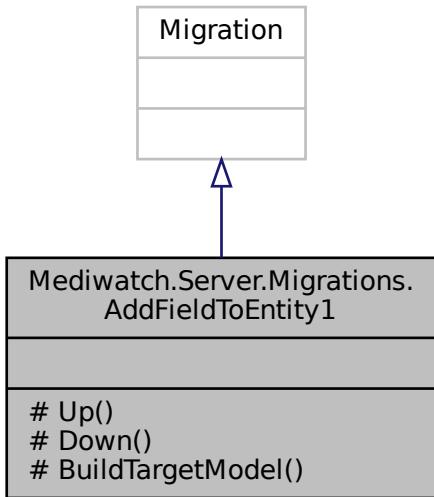 Migration
Mediwatch.Server.Migrations.
AddFieldToEntity1
# Up()
# Down()
# BuildTargetModel()